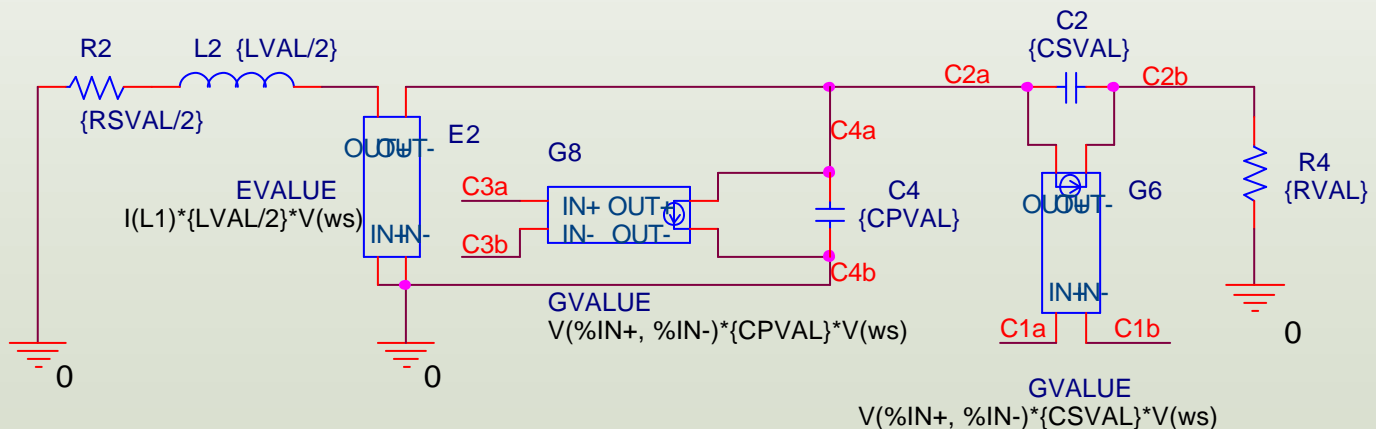 C2
{CSVAL}
R2
L2 {LVAL/2}
C2a
C2b
{RSVAL/2}
OUT+
OUT-
E2
C4a
G8
EVALUE
I(L1)*{LVAL/2}*V(ws)
C3a
IN+ OUT+
IN- OUT-
C3b
C4
{CPVAL}
OUT+
OUT-
G6
R4
{RVAL}
IN+
IN-
C4b
GVALUE
V(%IN+, %IN-)*{CPVAL}*V(ws)
IN+
IN-
C1a
C1b
0
0
0
GVALUE
V(%IN+, %IN-)*{CSVAL}*V(ws)